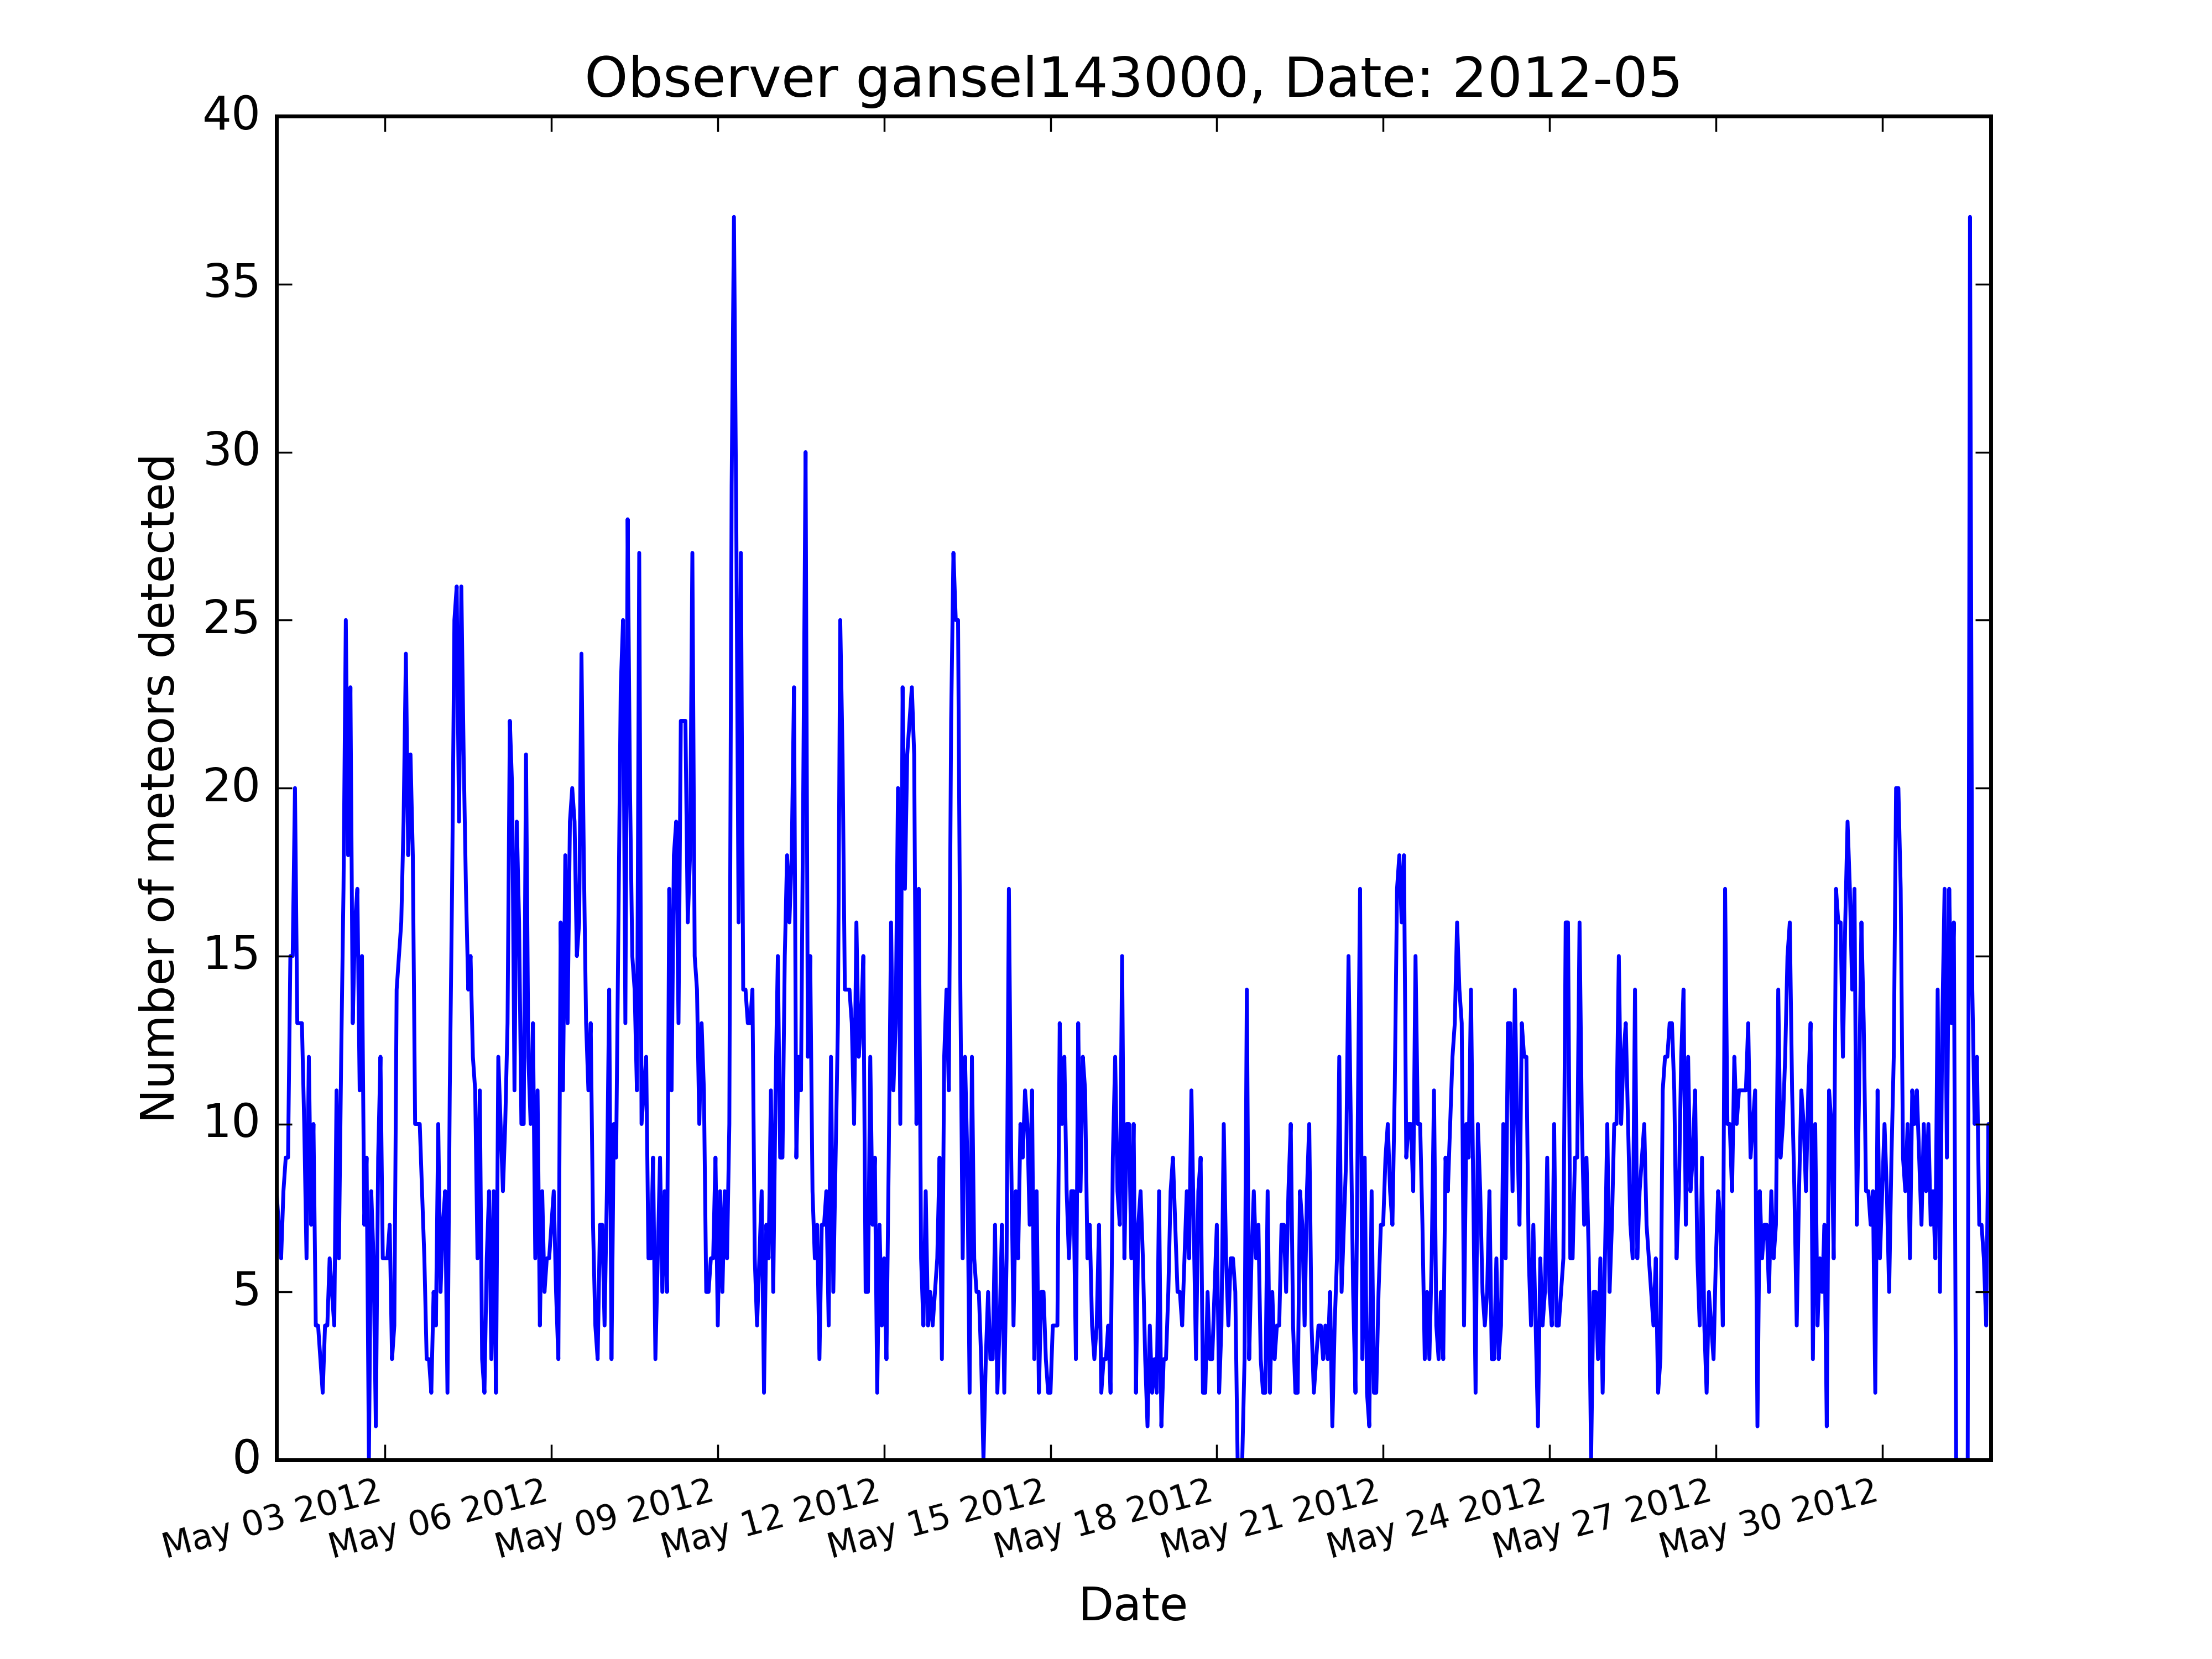 Observer gansel143000, Date: 2012-05
40
35
30
25
20
15
10
5
0
Number of meteors detected
May 03 2012
May 06 2012
May 09 2012
May 12 2012
May 15 2012
May 18 2012
May 21 2012
May 24 2012
May 27 2012
May 30 2012
Date